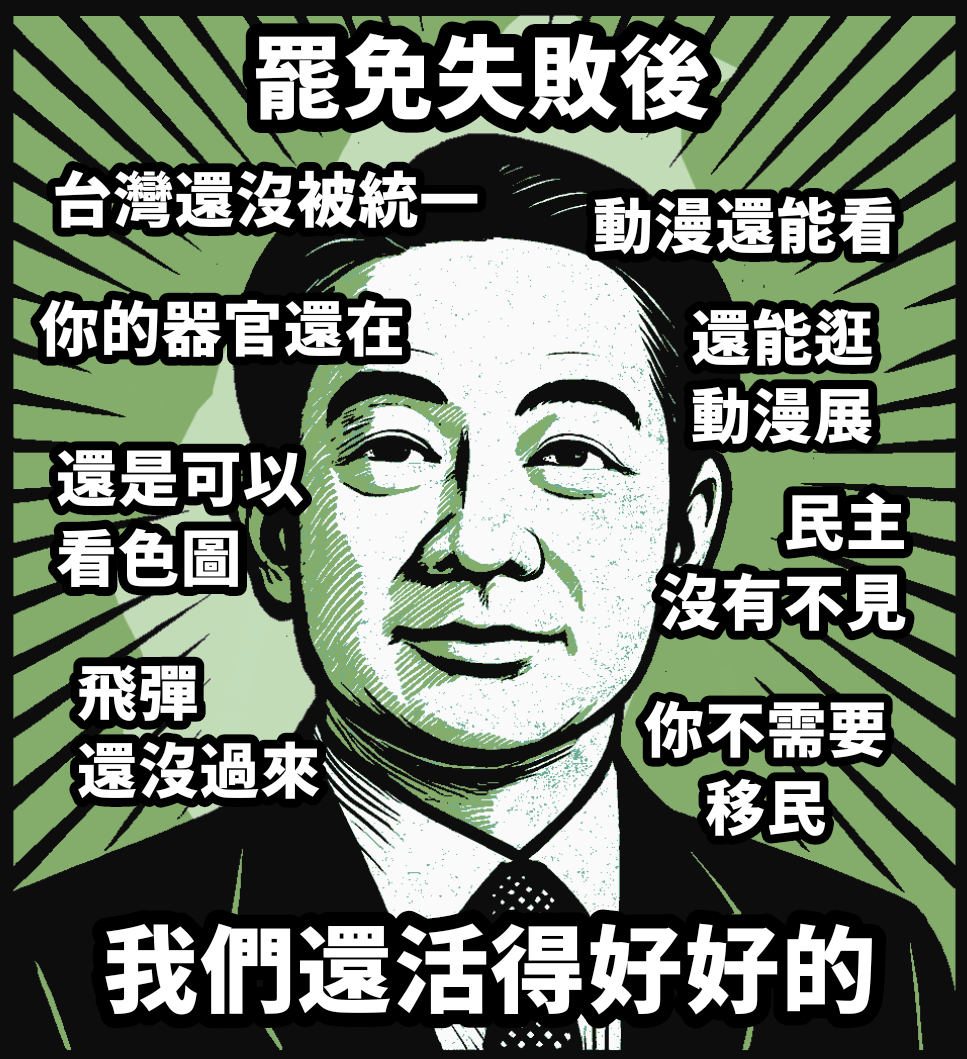 罷免失敗後
台灣還沒被統一
動漫還能看
你的器官還在
還能逛
動漫展
還是可以
看色圖
民主
沒有不見
飛彈
還沒過來
你不需要
移民
我們還活得好好的